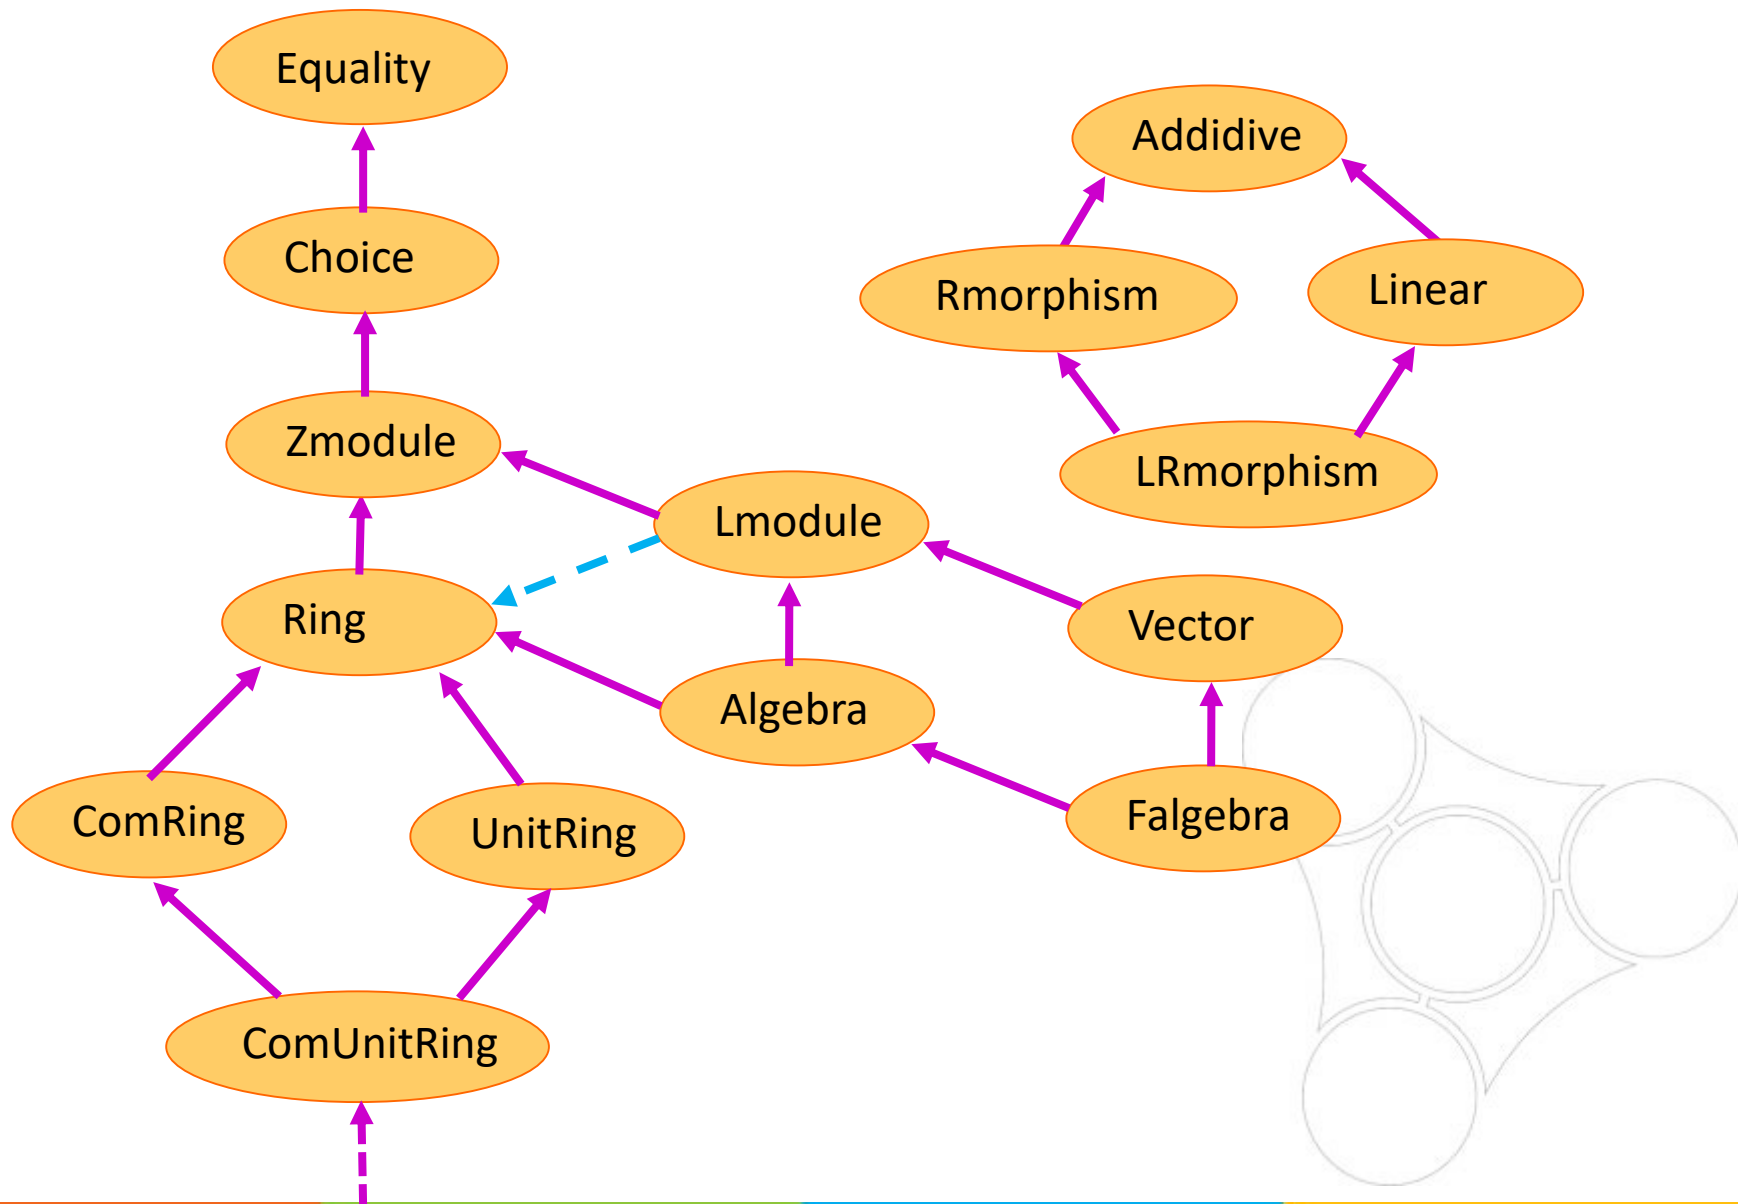 Equality
Addidive
Choice
Rmorphism
Linear
Zmodule
LRmorphism
Lmodule
Ring
Vector
Algebra
ComRing
UnitRing
Falgebra
ComUnitRing